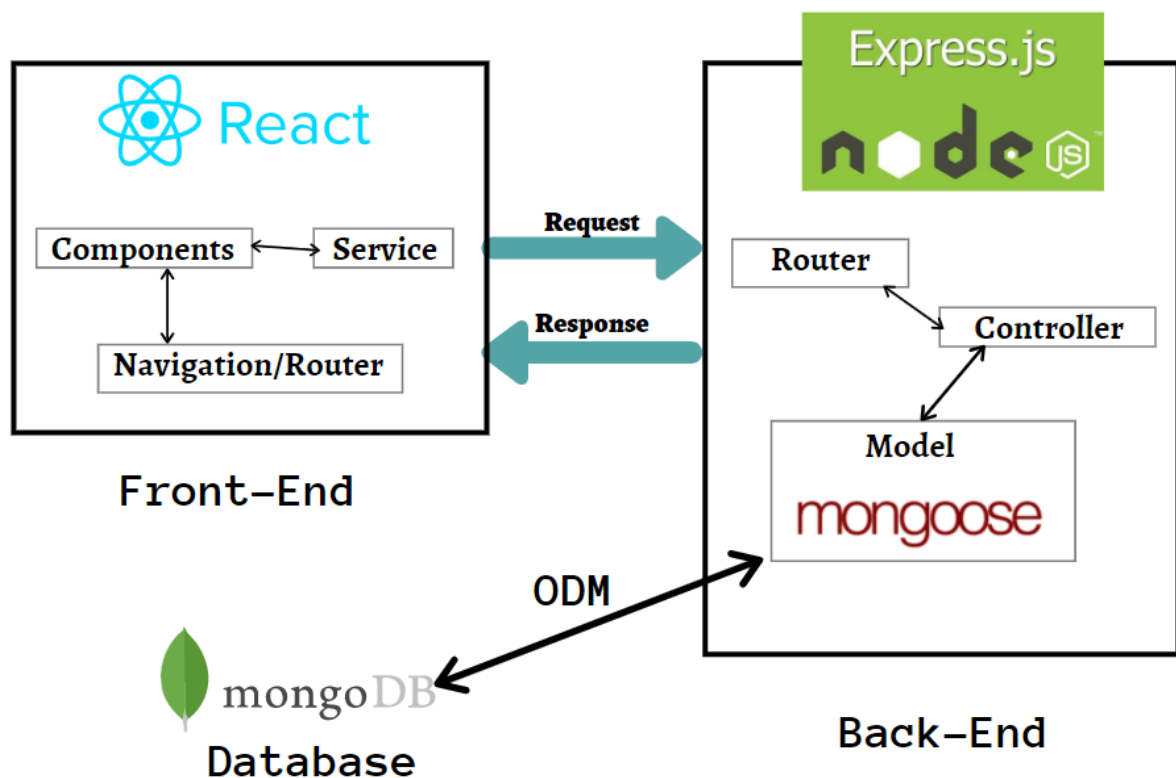 React
Components
Service
Navigation/Router
Front-End
Request
Response
Express.js
node
JS
TM
Router
Controller
Model
mongoose
Back-End
ODM
mongoDB
Database